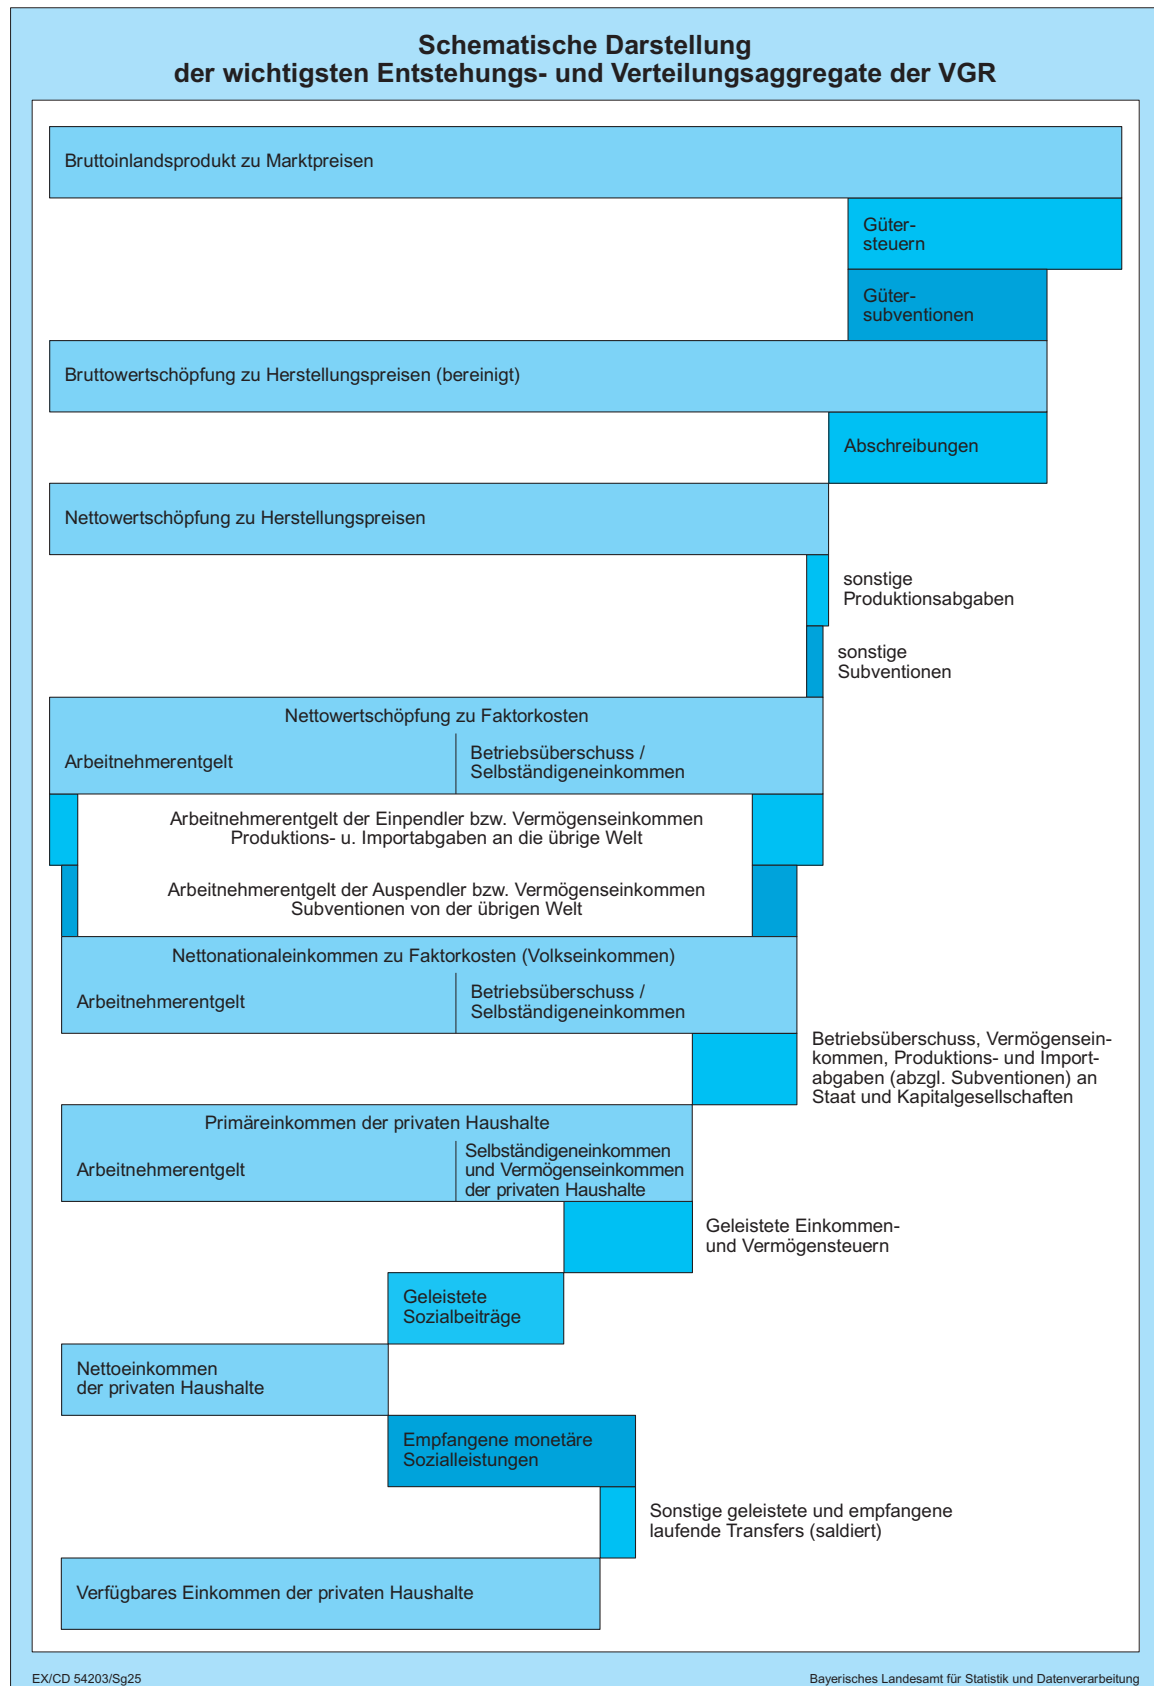 Schematische Darstellung
der wichtigsten Entstehungs- und Verteilungsaggregate der VGR
Bruttoinlandsprodukt zu Marktpreisen
Güter-
steuern
Güter-
subventionen
Bruttowertschöpfung zu Herstellungspreisen (bereinigt)
Abschreibungen
Nettowertschöpfung zu Herstellungspreisen
sonstige
Produktionsabgaben
sonstige
Subventionen
Nettowertschöpfung zu Faktorkosten
Arbeitnehmerentgelt
Betriebsüberschuss /
Selbständigeneinkommen
Arbeitnehmerentgelt der Einpendler bzw. Vermögenseinkommen
Produktions- u. Importabgaben an die übrige Welt
Arbeitnehmerentgelt der Auspendler bzw. Vermögenseinkommen
Subventionen von der übrigen Welt
Nettonationaleinkommen zu Faktorkosten (Volkseinkommen)
Arbeitnehmerentgelt
Betriebsüberschuss /
Selbständigeneinkommen
Betriebsüberschuss, Vermögensein-
kommen, Produktions- und Import-
abgaben (abzgl. Subventionen) an
Staat und Kapitalgesellschaften
Primäreinkommen der privaten Haushalte
Arbeitnehmerentgelt
Selbständigeneinkommen
und Vermögenseinkommen
der privaten Haushalte
Geleistete Einkommen-
und Vermögensteuern
Geleistete
Sozialbeiträge
Nettoeinkommen
der privaten Haushalte
Empfangene monetäre
Sozialleistungen
Sonstige geleistete und empfangene
laufende Transfers (saldiert)
Verfügbares Einkommen der privaten Haushalte
EX/CD 54203/Sg25
Bayerisches Landesamt für Statistik und Datenverarbeitung